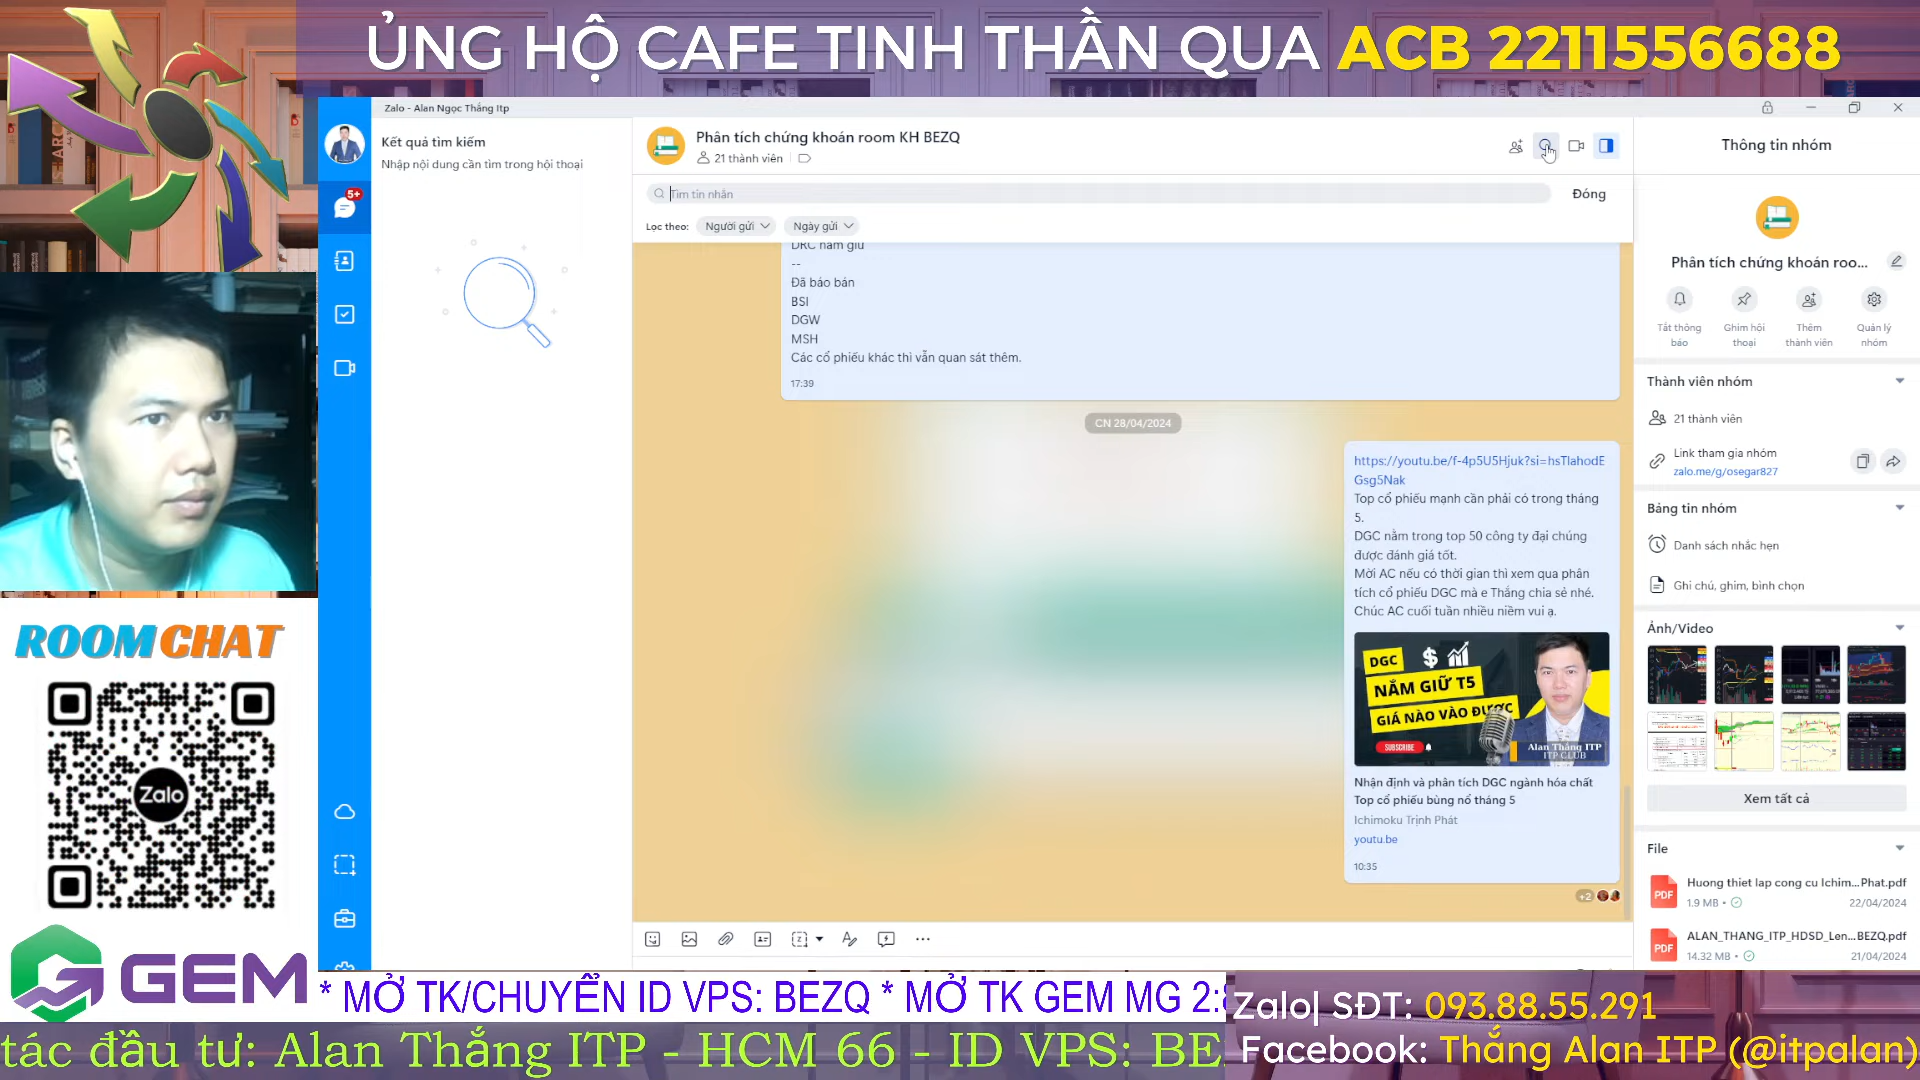 ỦNG HỘ CAFE TINH THẦN QUA ACB 2211556688
Zalo - Alan Ngọc Thắng Itp
Kết quả tìm kiếm
Nhập nội dung cần tìm trong hội thoại
5+
Phân tích chứng khoán room KH BEZQ
21 thành viên
Tìm tin nhắn
Đóng
Lọc theo:
Người gửi
Ngày gửi
DRC nắm giữ
--
Đã báo bán
BSI
DGW
MSH
Các cổ phiếu khác thì vẫn quan sát thêm.
17:39
CN 28/04/2024
https://youtu.be/f-4p5U5Hjuk?si=hsTlahodE
Gsg5Nak
Top cổ phiếu mạnh cần phải có trong tháng
5.
DGC nằm trong top 50 công ty đại chúng
được đánh giá tốt.
Mời AC nếu có thời gian thì xem qua phân
tích cổ phiếu DGC mà e Thắng chia sẻ nhé.
Chúc AC cuối tuần nhiều niềm vui ạ.
DGC
NẮM GIỮ T5
GIÁ NÀO VÀO ĐƯỢC
SUBSCRIBE
Alan Thắng ITP
ITP CLUB
Nhận định và phân tích DGC ngành hóa chất
Top cổ phiếu bùng nổ tháng 5
Ichimoku Trịnh Phát
youtu.be
10:35
+2
Thông tin nhóm
Phân tích chứng khoán roo...
Tắt thông báo
Ghim hội thoại
Thêm thành viên
Quản lý nhóm
Thành viên nhóm
21 thành viên
Link tham gia nhóm
zalo.me/g/osegar827
Bảng tin nhóm
Danh sách nhắc hẹn
Ghi chú, ghim, bình chọn
Ảnh/Video
Xem tất cả
File
PDF
Huong thiet lap cong cu Ichim...Phat.pdf
1.9 MB
22/04/2024
PDF
ALAN_THANG_ITP_HDSD_Len...BEZQ.pdf
14.32 MB
21/04/2024
ROOM CHAT
Zalo
GEM
* MỞ TK/CHUYỂN ID VPS: BEZQ * MỞ TK GEM MG 2:
tác đầu tư: Alan Thắng ITP - HCM 66 - ID VPS: BE
Zalo| SĐT: 093.88.55.291
Facebook: Thắng Alan ITP (@itpalan)